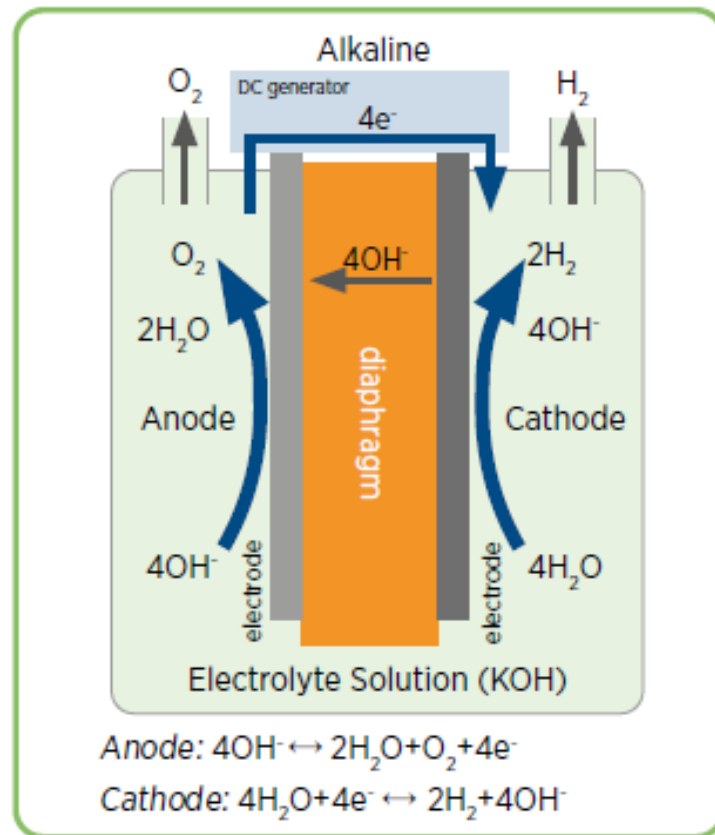 Alkaline
O₂
DC generator
H₂
4e⁻
O₂
4OH⁻
2H₂
2H₂O
4OH⁻
diaphragm
Anode
Cathode
4OH⁻
electrode
electrode
4H₂O
Electrolyte Solution (KOH)
Anode: 4OH⁻ ↔ 2H₂O+O₂+4e⁻
Cathode: 4H₂O+4e⁻ ↔ 2H₂+4OH⁻